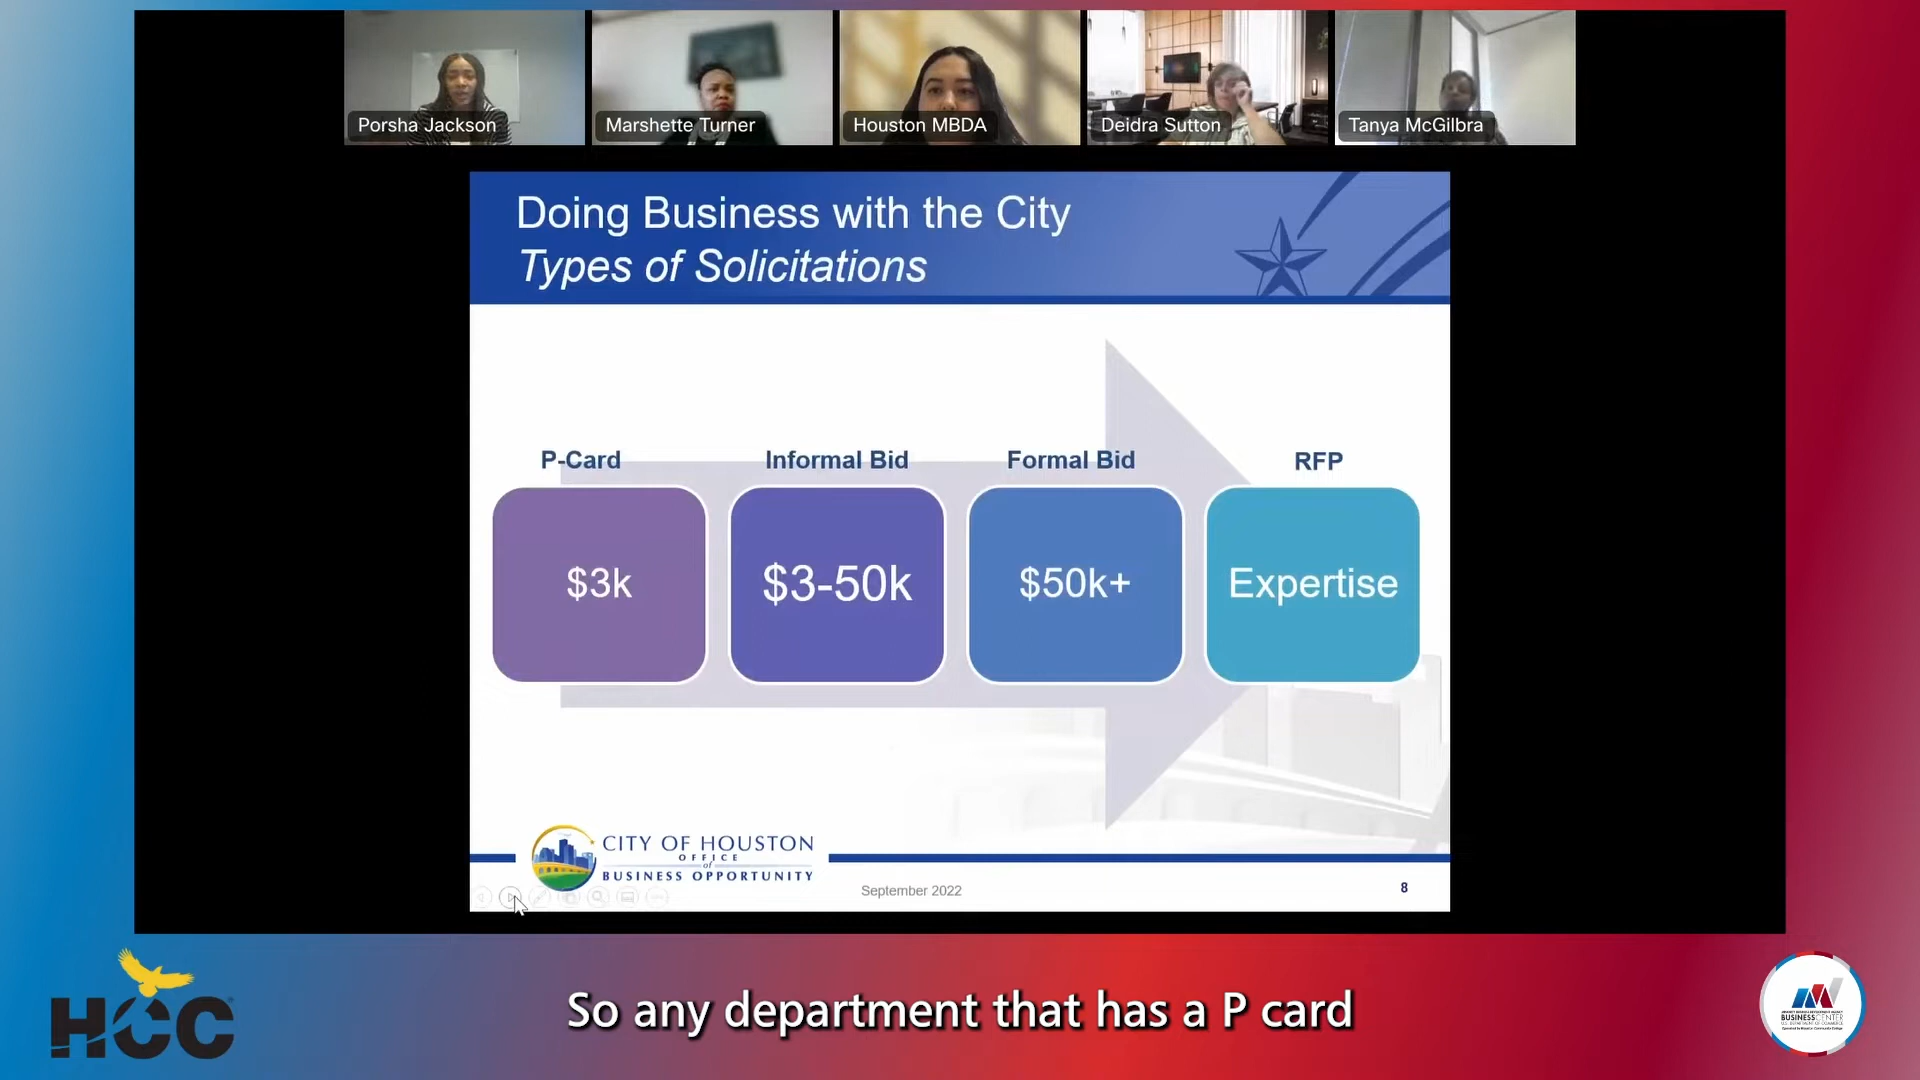 Porsha Jackson
Marshette Turner
Houston MBDA
Deidra Sutton
Tanya McGilbra
Doing Business with the City
Types of Solicitations
P-Card
Informal Bid
Formal Bid
RFP
$3k
$3-50k
$50k+
Expertise
CITY OF HOUSTON
OFFICE
of
BUSINESS OPPORTUNITY
September 2022
8
HCC
So any department that has a P card
BUSINESS CENTER